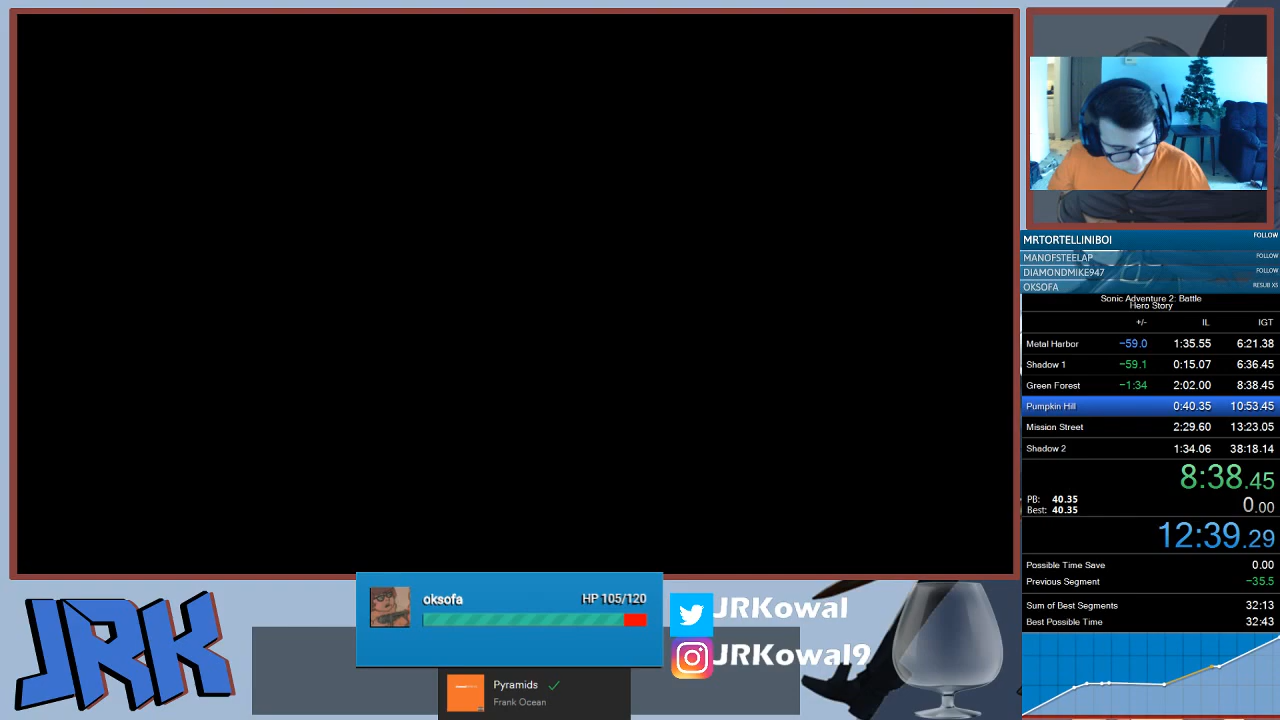 MRTORTELLINIBOI FOLLOW
MANOFSTEELAP FOLLOW
DIAMONDMIKE947 FOLLOW
OKSOFA RESUB X5
Sonic Adventure 2: Battle
Hero Story
+/- IL IGT
Metal Harbor −59.0 1:35.55 6:21.38
Shadow 1 −59.1 0:15.07 6:36.45
Green Forest −1:34 2:02.00 8:38.45
Pumpkin Hill 0:40.35 10:53.45
Mission Street 2:29.60 13:23.05
Shadow 2 1:34.06 38:18.14
8:38.45
PB: 40.35 0.00
Best: 40.35
12:39.29
Possible Time Save 0.00
Previous Segment −35.5
Sum of Best Segments 32:13
Best Possible Time 32:43
JRK
oksofa HP 105/120
Pyramids
Frank Ocean
JRKowal
JRKowal9